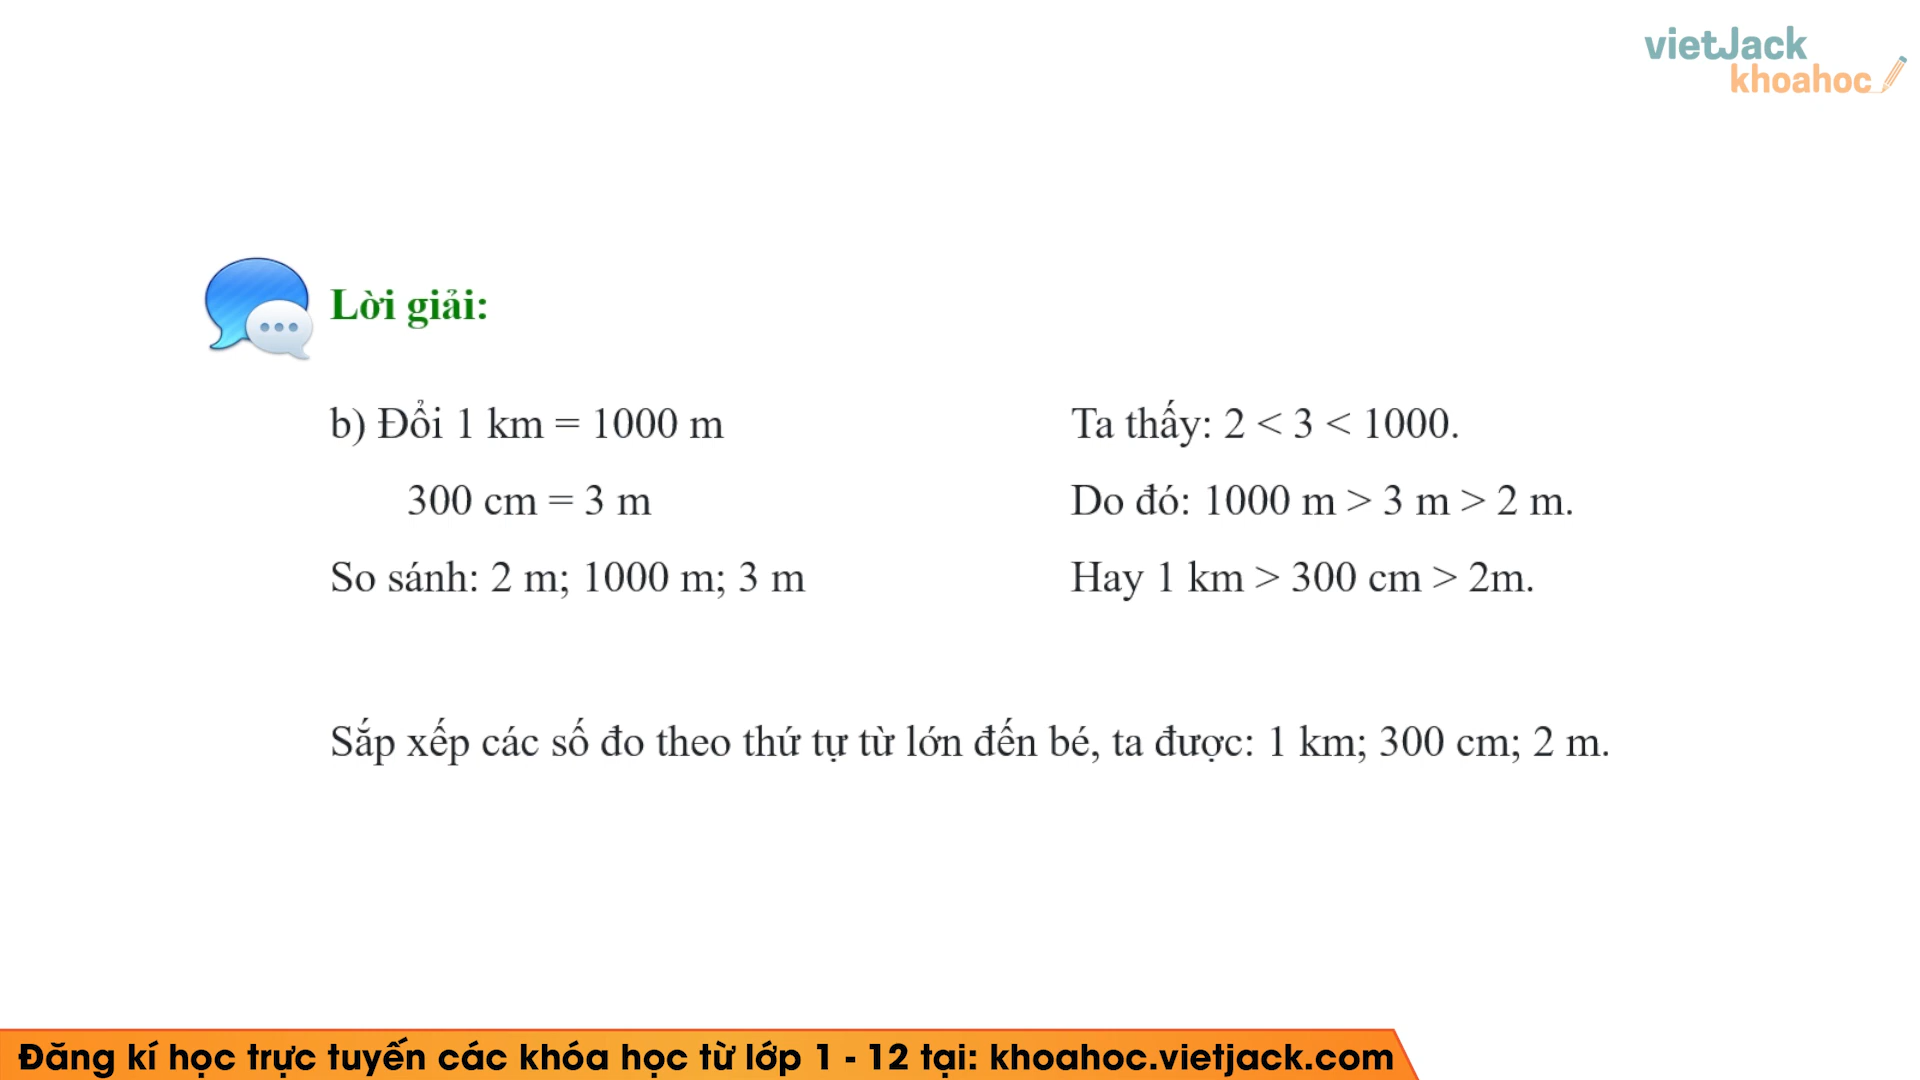 vietJack
khoahoc
Lời giải:
b) Đổi 1 km = 1000 m
300 cm = 3 m
So sánh: 2 m; 1000 m; 3 m
Ta thấy: 2 < 3 < 1000.
Do đó: 1000 m > 3 m > 2 m.
Hay 1 km > 300 cm > 2m.
Sắp xếp các số đo theo thứ tự từ lớn đến bé, ta được: 1 km; 300 cm; 2 m.
Đăng kí học trực tuyến các khóa học từ lớp 1 - 12 tại: khoahoc.vietjack.com